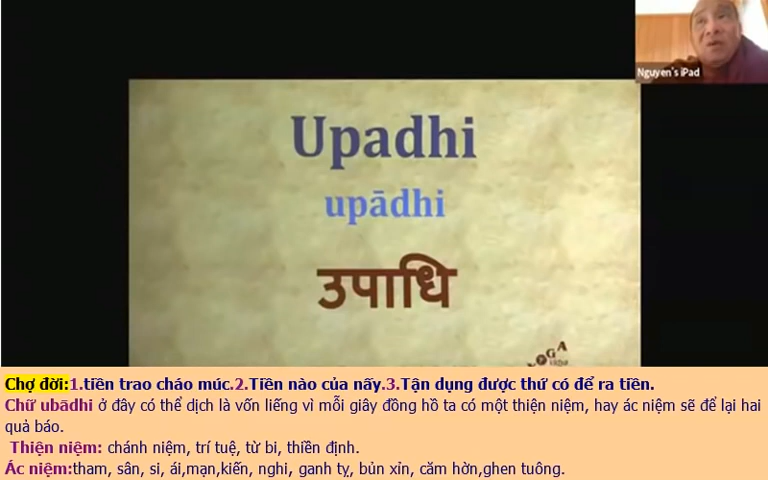 Nguyen's iPad
Upadhi
upādhi
उपाधि
YOGA
vidya
Chợ đời:1.tiền trao cháo múc.2.Tiền nào của nấy.3.Tận dụng được thứ có để ra tiền.
Chữ ubādhi ở đây có thể dịch là vốn liếng vì mỗi giây đồng hồ ta có một thiện niệm, hay ác niệm sẽ để lại hai
quả báo.
Thiện niệm: chánh niệm, trí tuệ, từ bi, thiền định.
Ác niệm:tham, sân, si, ái,mạn,kiến, nghi, ganh tỵ, bủn xỉn, căm hờn,ghen tuông.